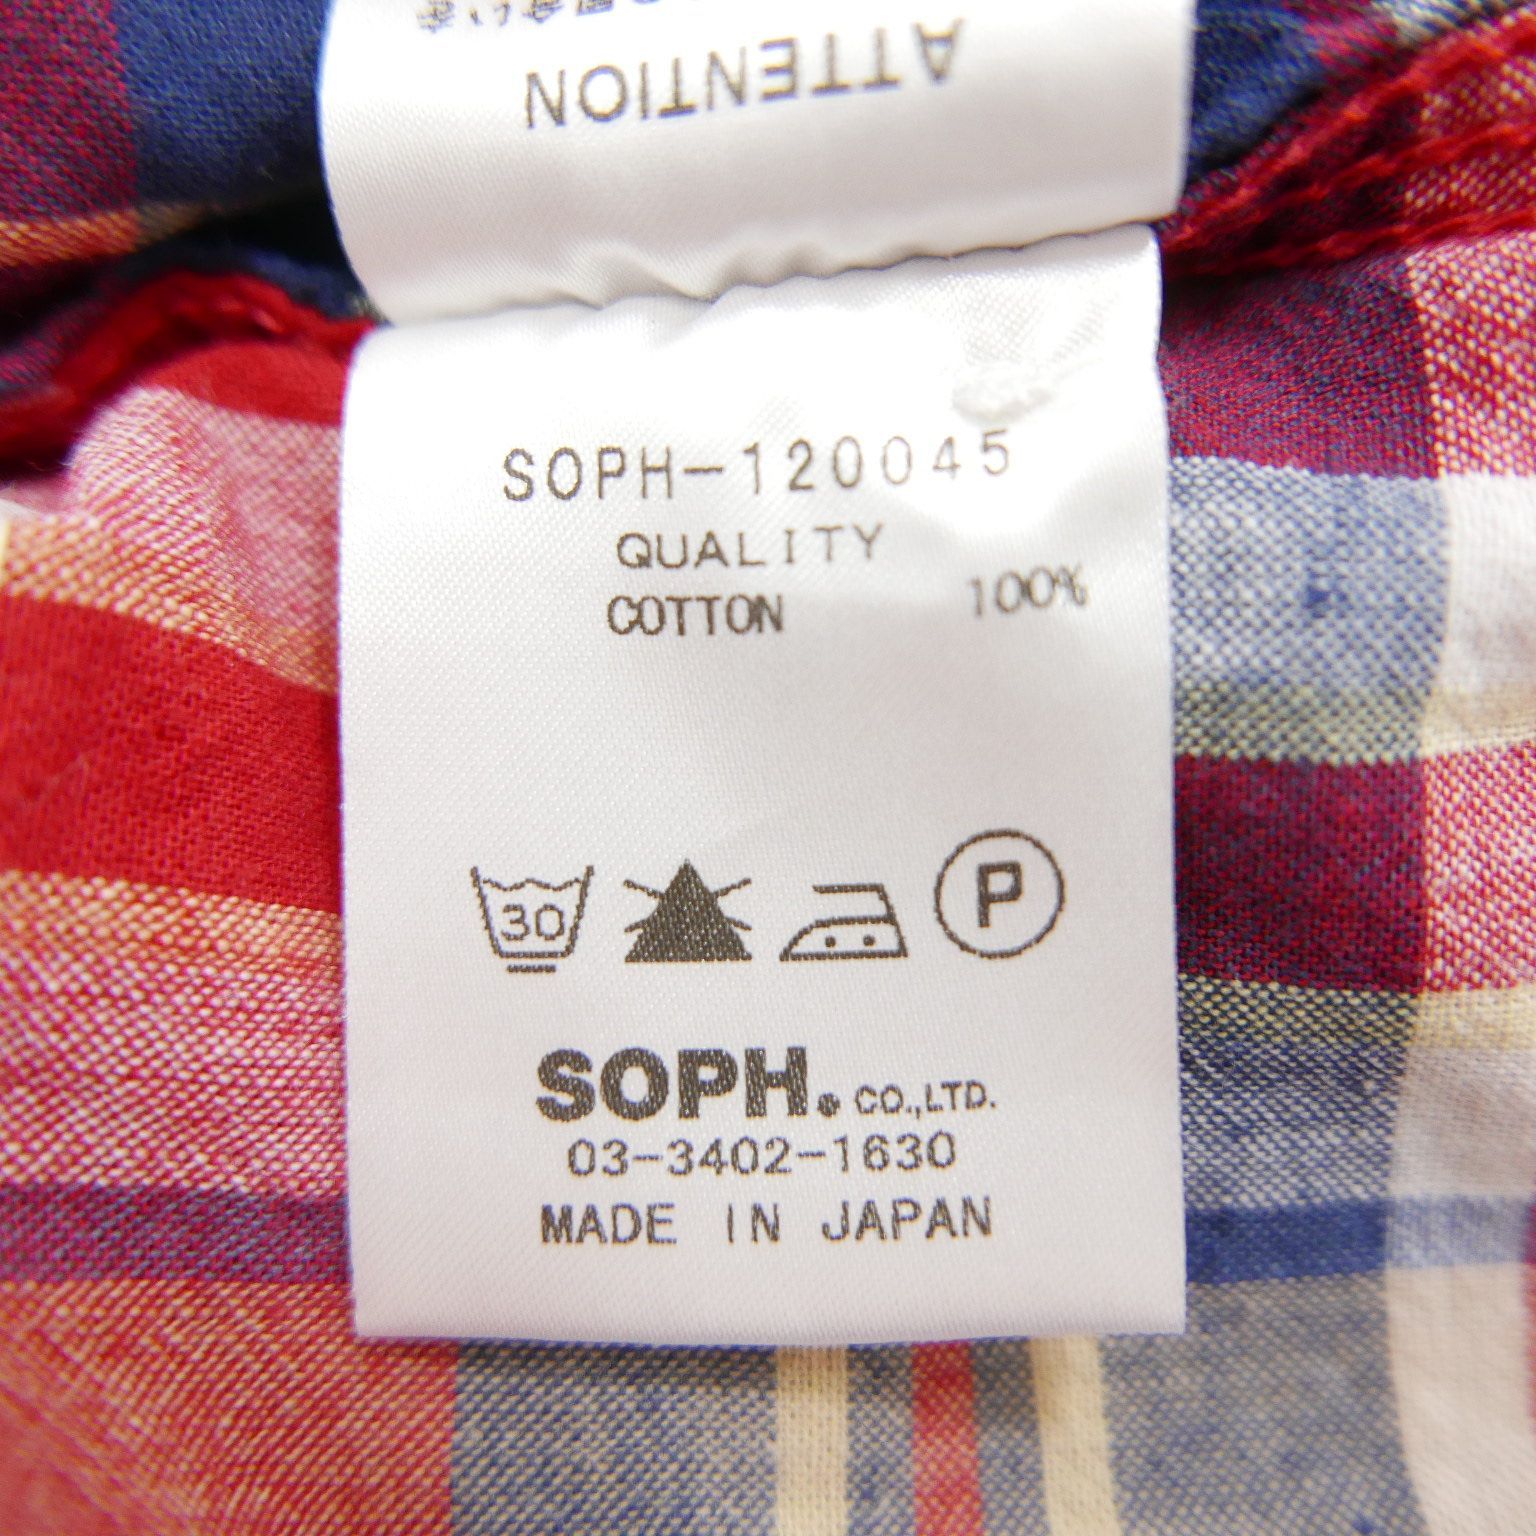 ATTENTION
SOPH-120045
QUALITY
COTTON 100%
30 P
SOPH. CO.,LTD.
03-3402-1630
MADE IN JAPAN